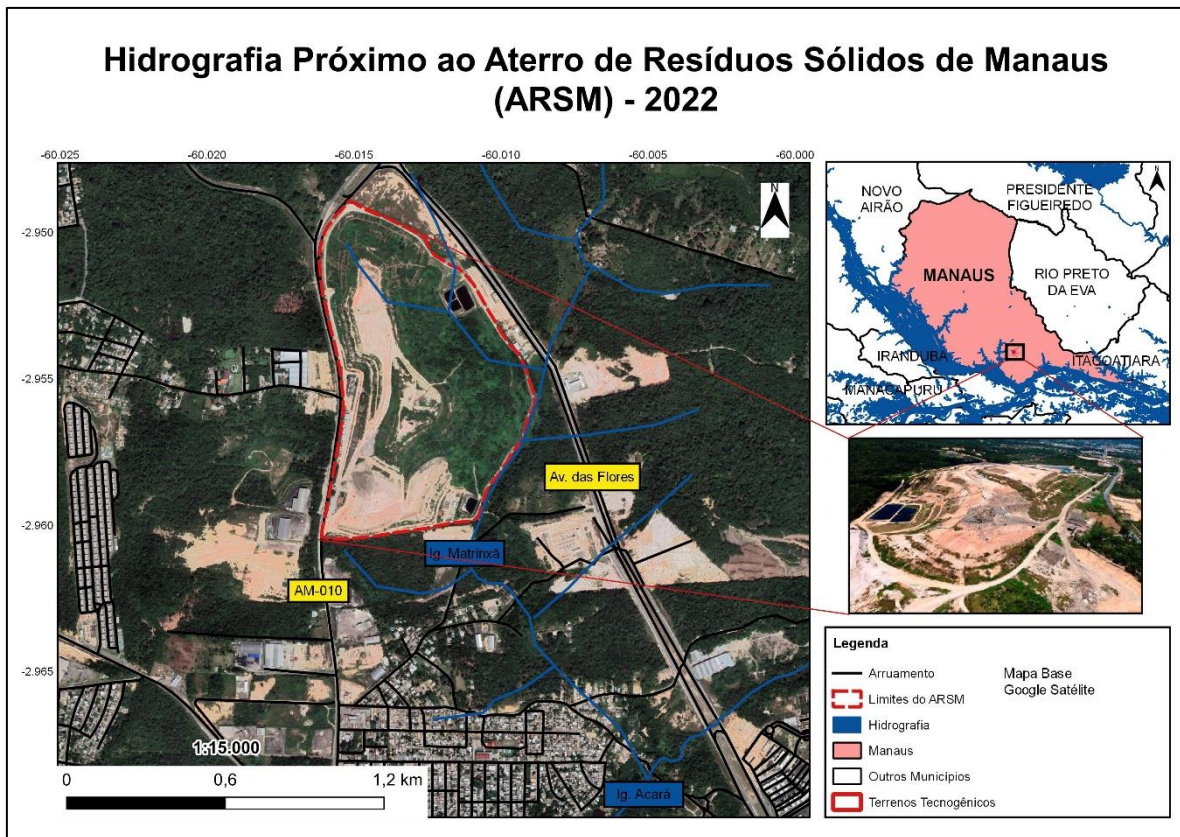 Hidrografia Próximo ao Aterro de Resíduos Sólidos de Manaus
(ARSM) - 2022
-60.025
-60.020
-60.015
-60.010
-60.005
-60.000
-2.950
-2.955
-2.960
-2.965
N
Av. das Flores
Ig. Matrinxã
AM-010
Ig. Acará
1:15.000
0
0,6
1,2 km
N
NOVO
AIRÃO
PRESIDENTE
FIGUEIREDO
MANAUS
RIO PRETO
DA EVA
IRANDUBA
ITACOATIARA
MANACAPURU
Legenda
Arruamento
Limites do ARSM
Hidrografia
Manaus
Outros Municípios
Terrenos Tecnogênicos
Mapa Base
Google Satélite